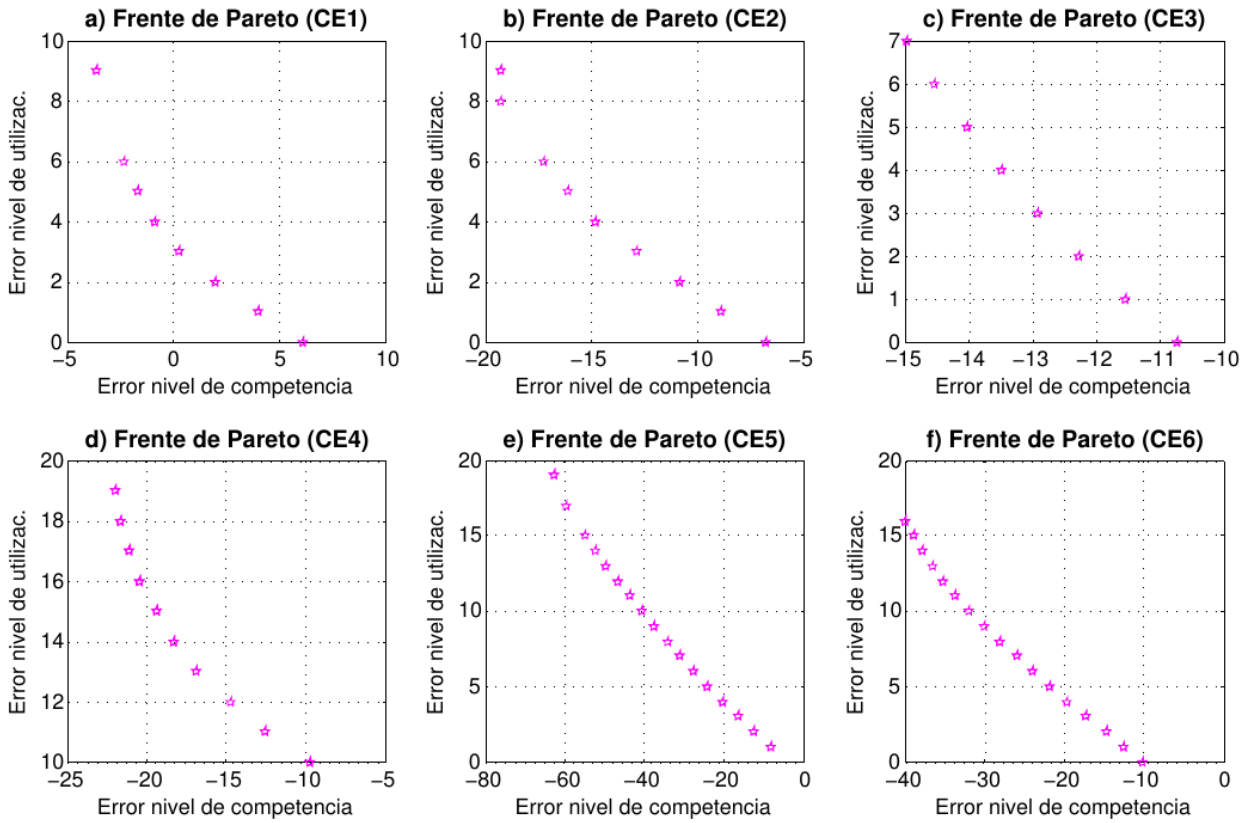 a) Frente de Pareto (CE1)
10
8
6
4
2
0
Error nivel de utilizac.
−5 0 5 10
Error nivel de competencia
b) Frente de Pareto (CE2)
10
8
6
4
2
0
Error nivel de utilizac.
−20 −15 −10 −5
Error nivel de competencia
c) Frente de Pareto (CE3)
7
6
5
4
3
2
1
0
Error nivel de utilizac.
−15 −14 −13 −12 −11 −10
Error nivel de competencia
d) Frente de Pareto (CE4)
20
18
16
14
12
10
Error nivel de utilizac.
−25 −20 −15 −10 −5
Error nivel de competencia
e) Frente de Pareto (CE5)
20
15
10
5
0
Error nivel de utilizac.
−80 −60 −40 −20 0
Error nivel de competencia
f) Frente de Pareto (CE6)
20
15
10
5
0
Error nivel de utilizac.
−40 −30 −20 −10 0
Error nivel de competencia